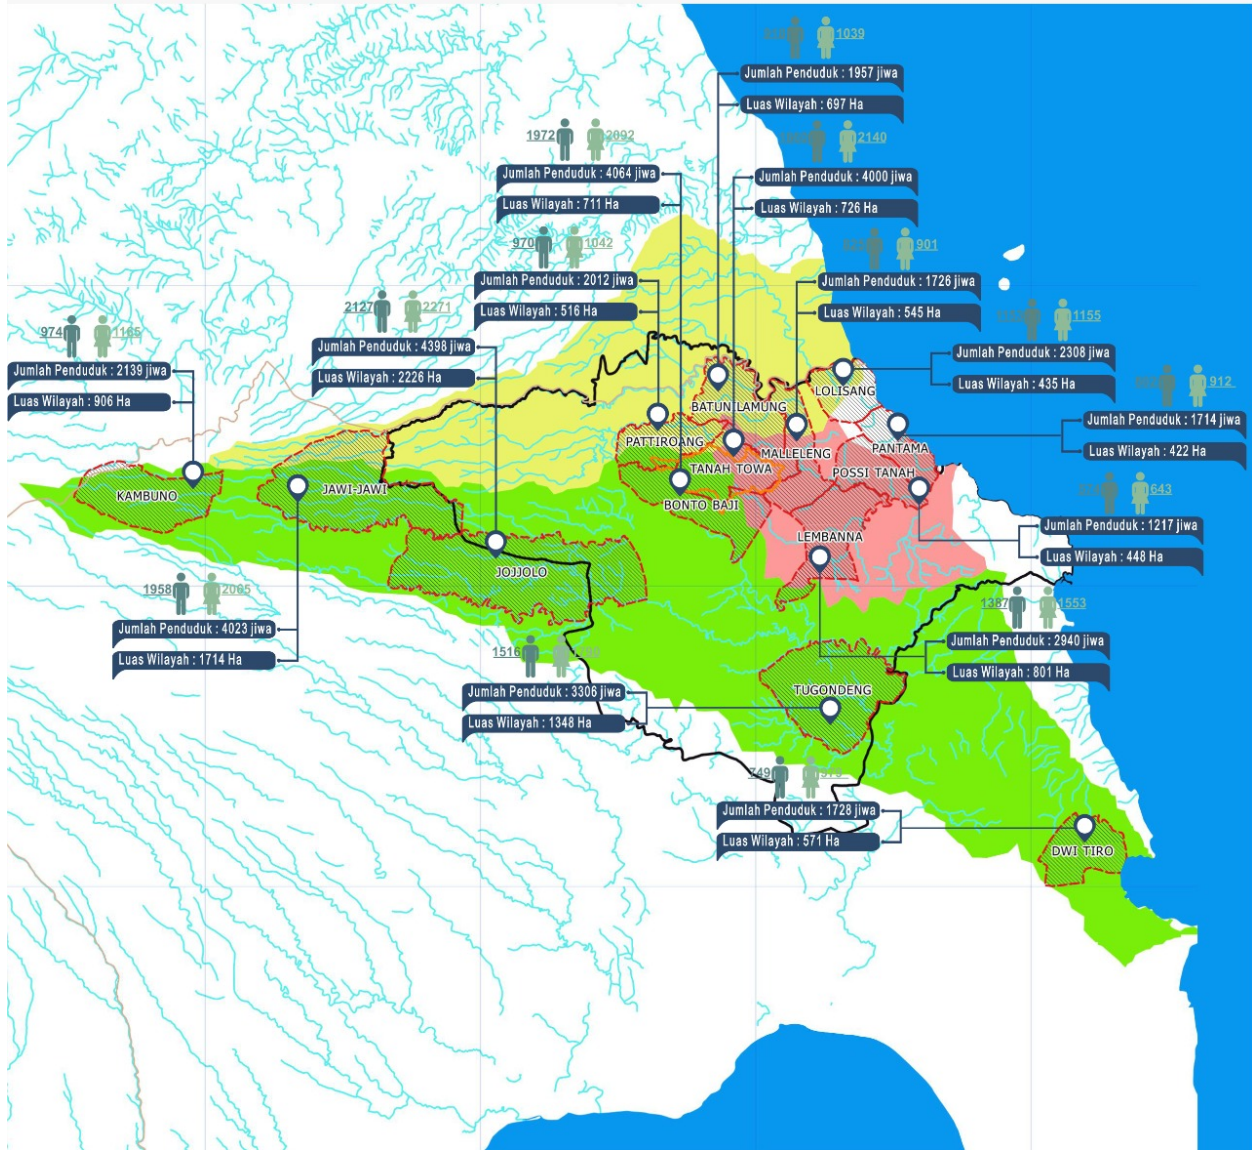 1039
Jumlah Penduduk : 1957 jiwa
Luas Wilayah : 697 Ha
1972 2092
Jumlah Penduduk : 4064 jiwa
Luas Wilayah : 711 Ha
2140
Jumlah Penduduk : 4000 jiwa
Luas Wilayah : 726 Ha
970 1042
Jumlah Penduduk : 2012 jiwa
Luas Wilayah : 516 Ha
901
Jumlah Penduduk : 1726 jiwa
Luas Wilayah : 545 Ha
2127 2271
Jumlah Penduduk : 4398 jiwa
Luas Wilayah : 2226 Ha
974 1165
Jumlah Penduduk : 2139 jiwa
Luas Wilayah : 906 Ha
1155
Jumlah Penduduk : 2308 jiwa
Luas Wilayah : 435 Ha
912
Jumlah Penduduk : 1714 jiwa
Luas Wilayah : 422 Ha
LOLISANG
BATUNILAMUNG
PATTIROANG
MALLELENG
PANTAMA
TANAH TOWA
POSSI TANAH
KAMBUNO
JAWI-JAWI
BONTO BAJI
LEMBANNA
JOJJOLO
643
Jumlah Penduduk : 1217 jiwa
Luas Wilayah : 448 Ha
1958 2065
Jumlah Penduduk : 4023 jiwa
Luas Wilayah : 1714 Ha
1387 1553
Jumlah Penduduk : 2940 jiwa
Luas Wilayah : 801 Ha
1516
Jumlah Penduduk : 3306 jiwa
Luas Wilayah : 1348 Ha
TUGONDENG
749
Jumlah Penduduk : 1728 jiwa
Luas Wilayah : 571 Ha
DWI TIRO